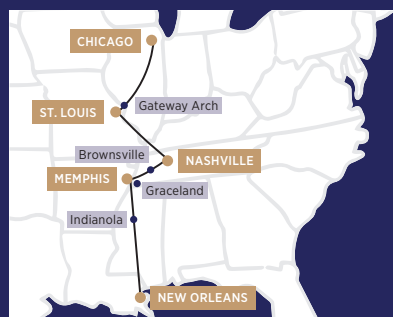 CHICAGO
Gateway Arch
ST. LOUIS
Brownsville
NASHVILLE
MEMPHIS
Graceland
Indianola
NEW ORLEANS